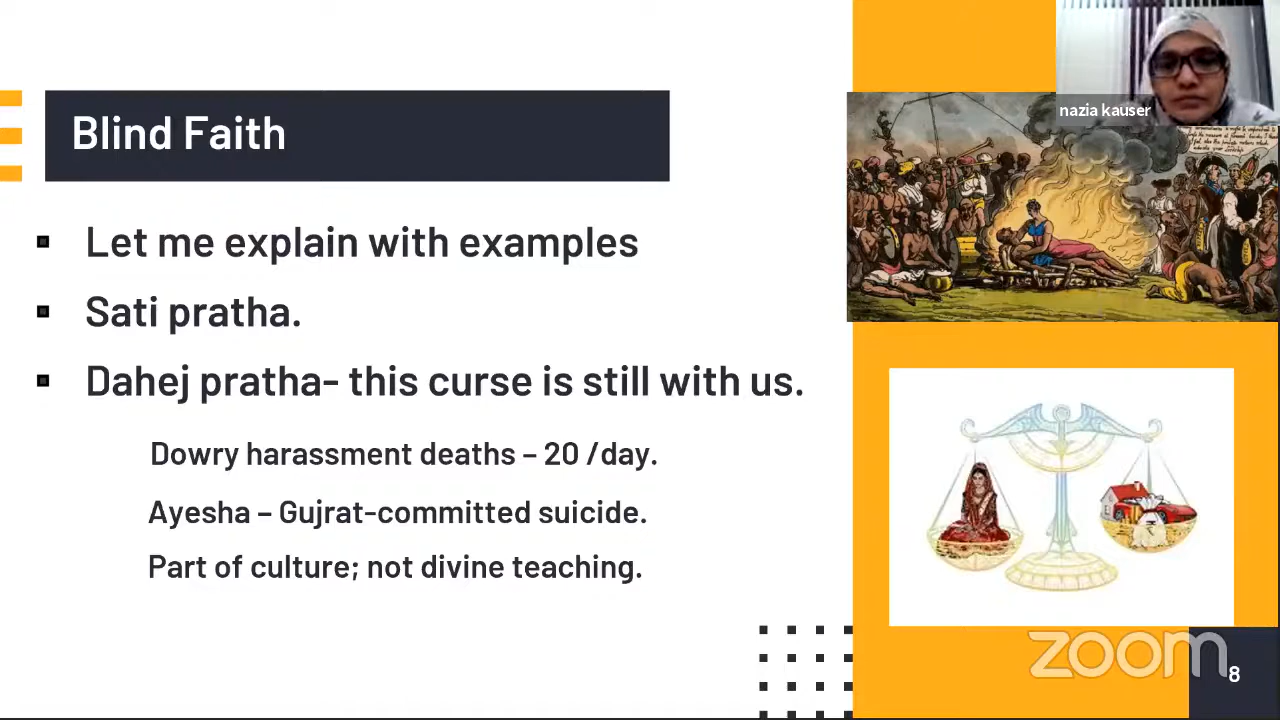 Blind Faith
Let me explain with examples
Sati pratha.
Dahej pratha- this curse is still with us.
Dowry harassment deaths – 20 /day.
Ayesha – Gujrat-committed suicide.
Part of culture; not divine teaching.
nazia kauser
zoom
8